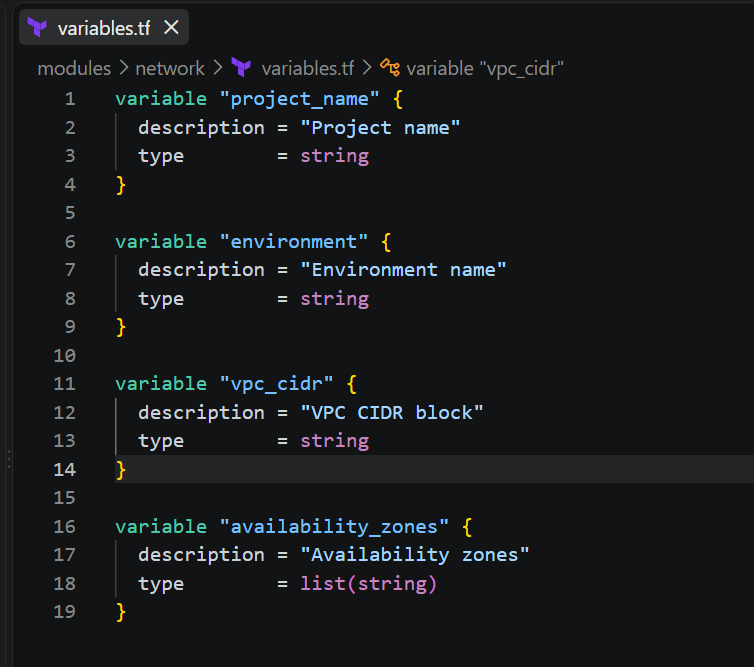 variables.tf
modules > network > variables.tf > variable "vpc_cidr"
1 variable "project_name" {
2   description = "Project name"
3   type        = string
4 }
5
6 variable "environment" {
7   description = "Environment name"
8   type        = string
9 }
10
11 variable "vpc_cidr" {
12   description = "VPC CIDR block"
13   type        = string
14 }
15
16 variable "availability_zones" {
17   description = "Availability zones"
18   type        = list(string)
19 }